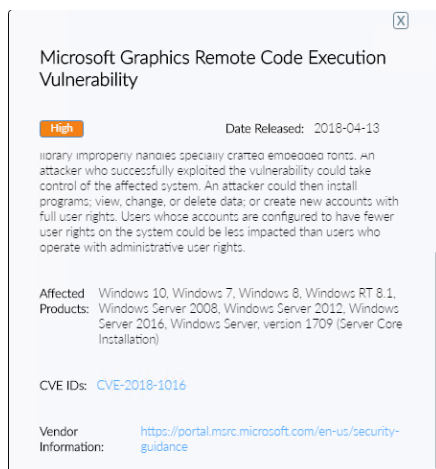 X
Microsoft Graphics Remote Code Execution
Vulnerability
High
Date Released: 2018-04-13
library improperly handles specially crafted embedded fonts. An
attacker who successfully exploited the vulnerability could take
control of the affected system. An attacker could then install
programs; view, change, or delete data; or create new accounts with
full user rights. Users whose accounts are configured to have fewer
user rights on the system could be less impacted than users who
operate with administrative user rights.
Affected Products: Windows 10, Windows 7, Windows 8, Windows RT 8.1,
Windows Server 2008, Windows Server 2012, Windows
Server 2016, Windows Server, version 1709 (Server Core
Installation)
CVE IDs: CVE-2018-1016
Vendor Information: https://portal.msrc.microsoft.com/en-us/security-
guidance